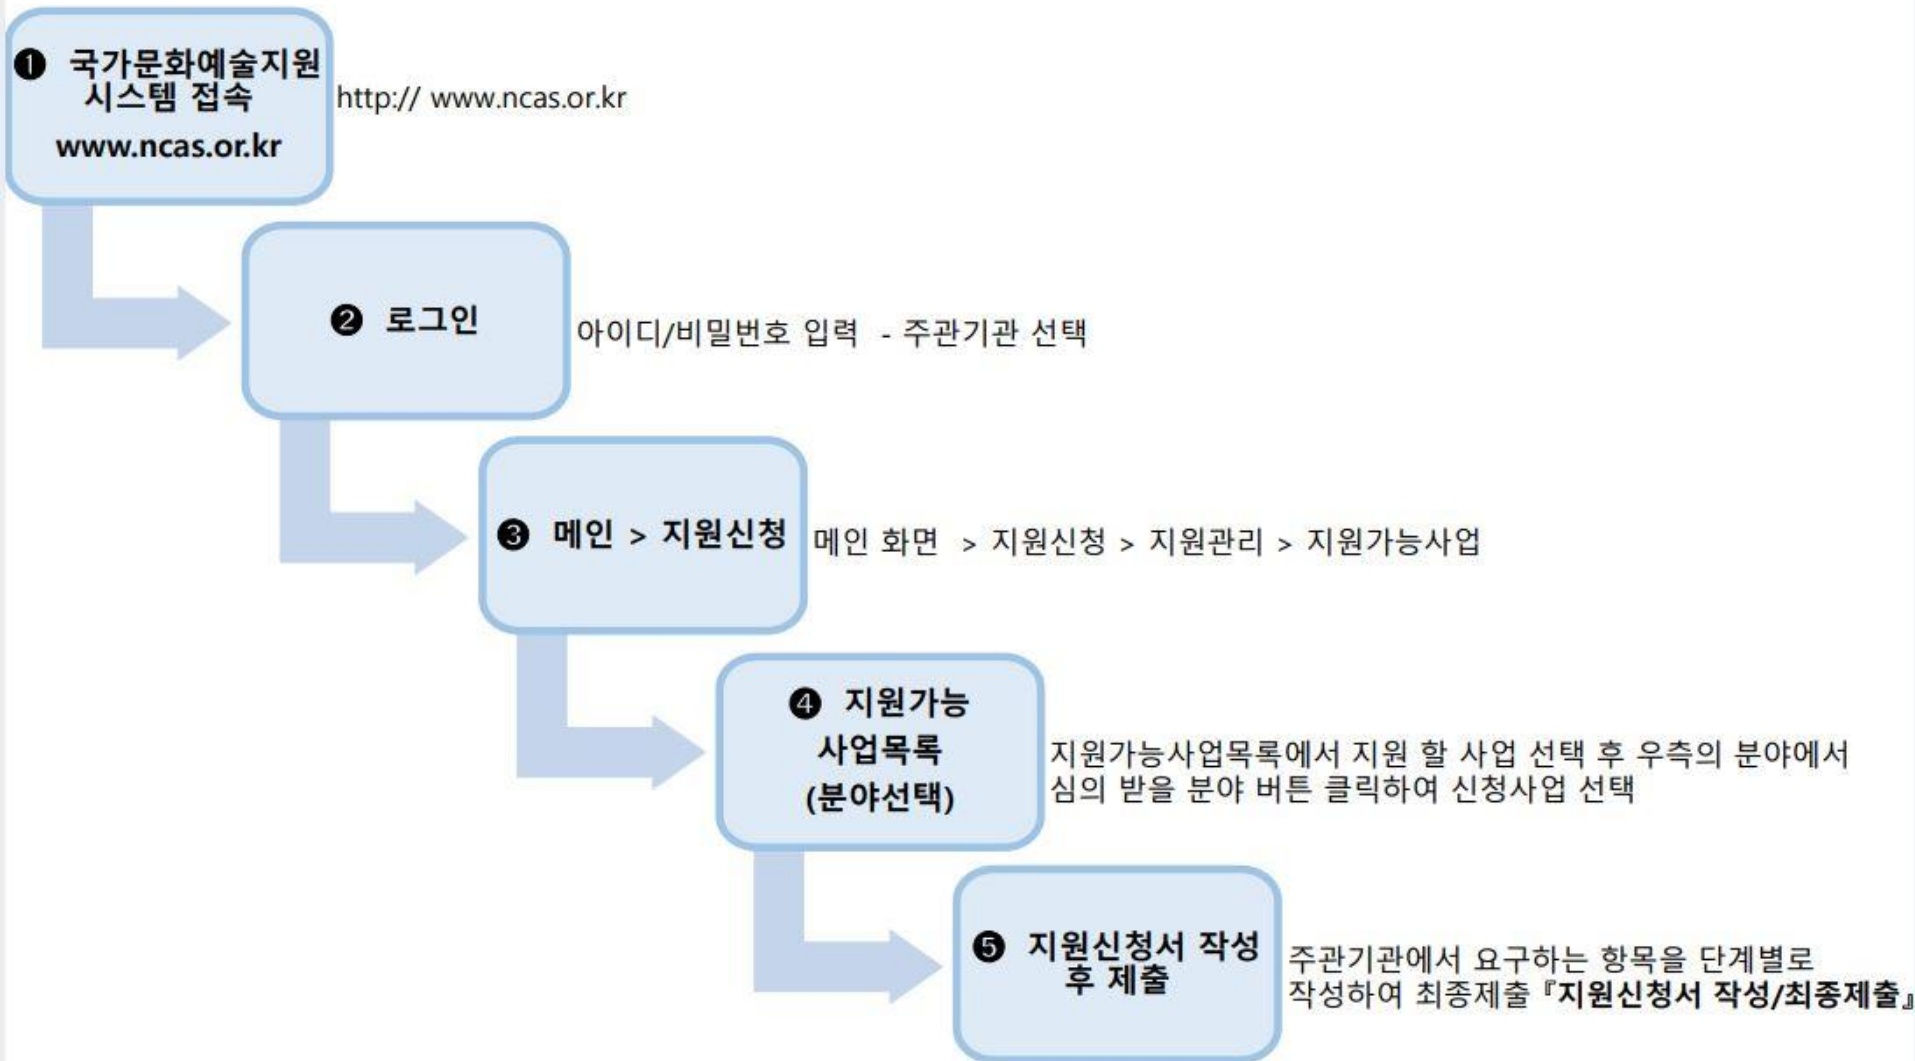 ❶ 국가문화예술지원
시스템 접속
www.ncas.or.kr
http:// www.ncas.or.kr
❷ 로그인
아이디/비밀번호 입력 - 주관기관 선택
❸ 메인 > 지원신청
메인 화면 > 지원신청 > 지원관리 > 지원가능사업
❹ 지원가능
사업목록
(분야선택)
지원가능사업목록에서 지원 할 사업 선택 후 우측의 분야에서
심의 받을 분야 버튼 클릭하여 신청사업 선택
❺ 지원신청서 작성
후 제출
주관기관에서 요구하는 항목을 단계별로
작성하여 최종제출 『지원신청서 작성/최종제출』